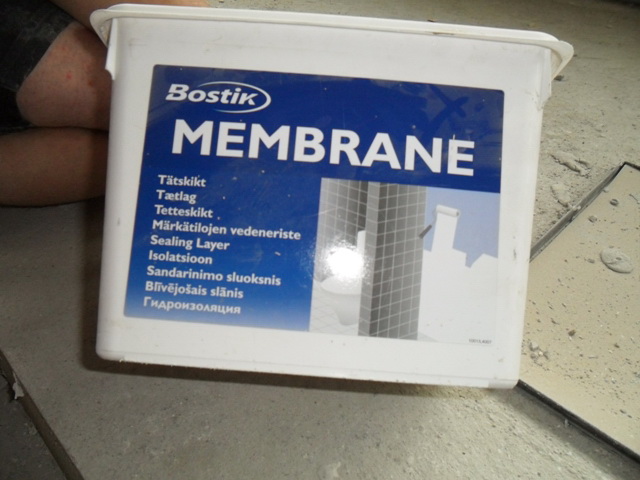 Bostik
MEMBRANE
Tätskikt
Tætlag
Tetteskikt
Märkätilojen vedeneriste
Sealing Layer
Isolatsioon
Sandarinimo sluoksnis
Blīvējošais slānis
Гидроизоляция